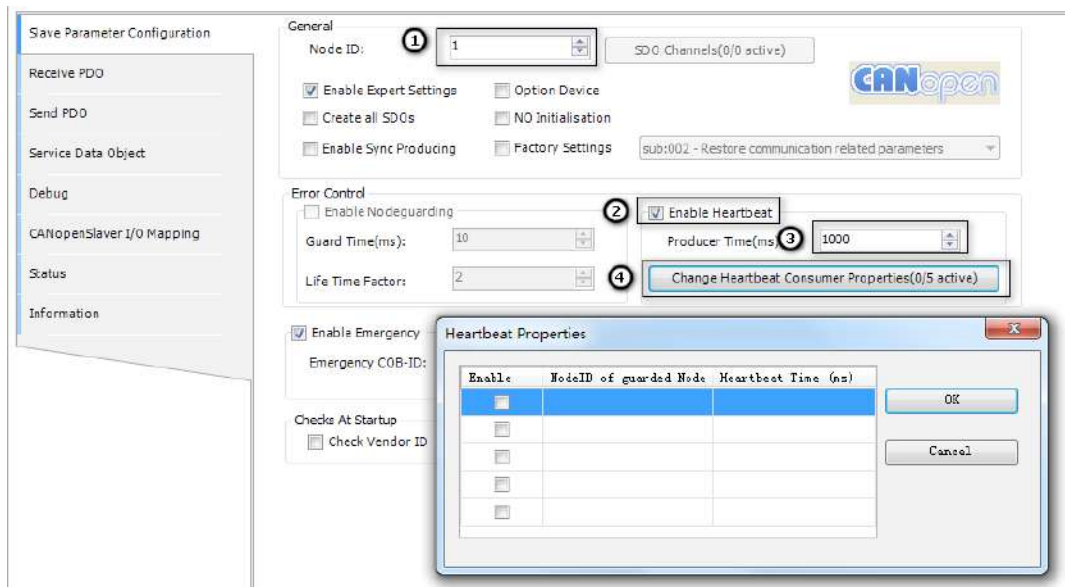 Slave Parameter Configuration
Receive PDO
Send PDO
Service Data Object
Debug
CANopenSlaver I/O Mapping
Status
Information
General
Node ID: ① 1 SDO Channels(0/0 active)
CANopen
Enable Expert Settings Option Device
Create all SDOs NO Initialisation
Enable Sync Producing Factory Settings sub:002 - Restore communication related parameters
Error Control
Enable Nodeguarding ② Enable Heartbeat
Guard Time(ms): 10 Producer Time(ms) ③ 1000
Life Time Factor: 2 ④ Change Heartbeat Consumer Properties(0/5 active)
Enable Emergency
Emergency COB-ID:
Checks At Startup
Check Vendor ID
Heartbeat Properties
Enable NodeID of guarded Node Heartbeat Time (ms)
OK
Cancel